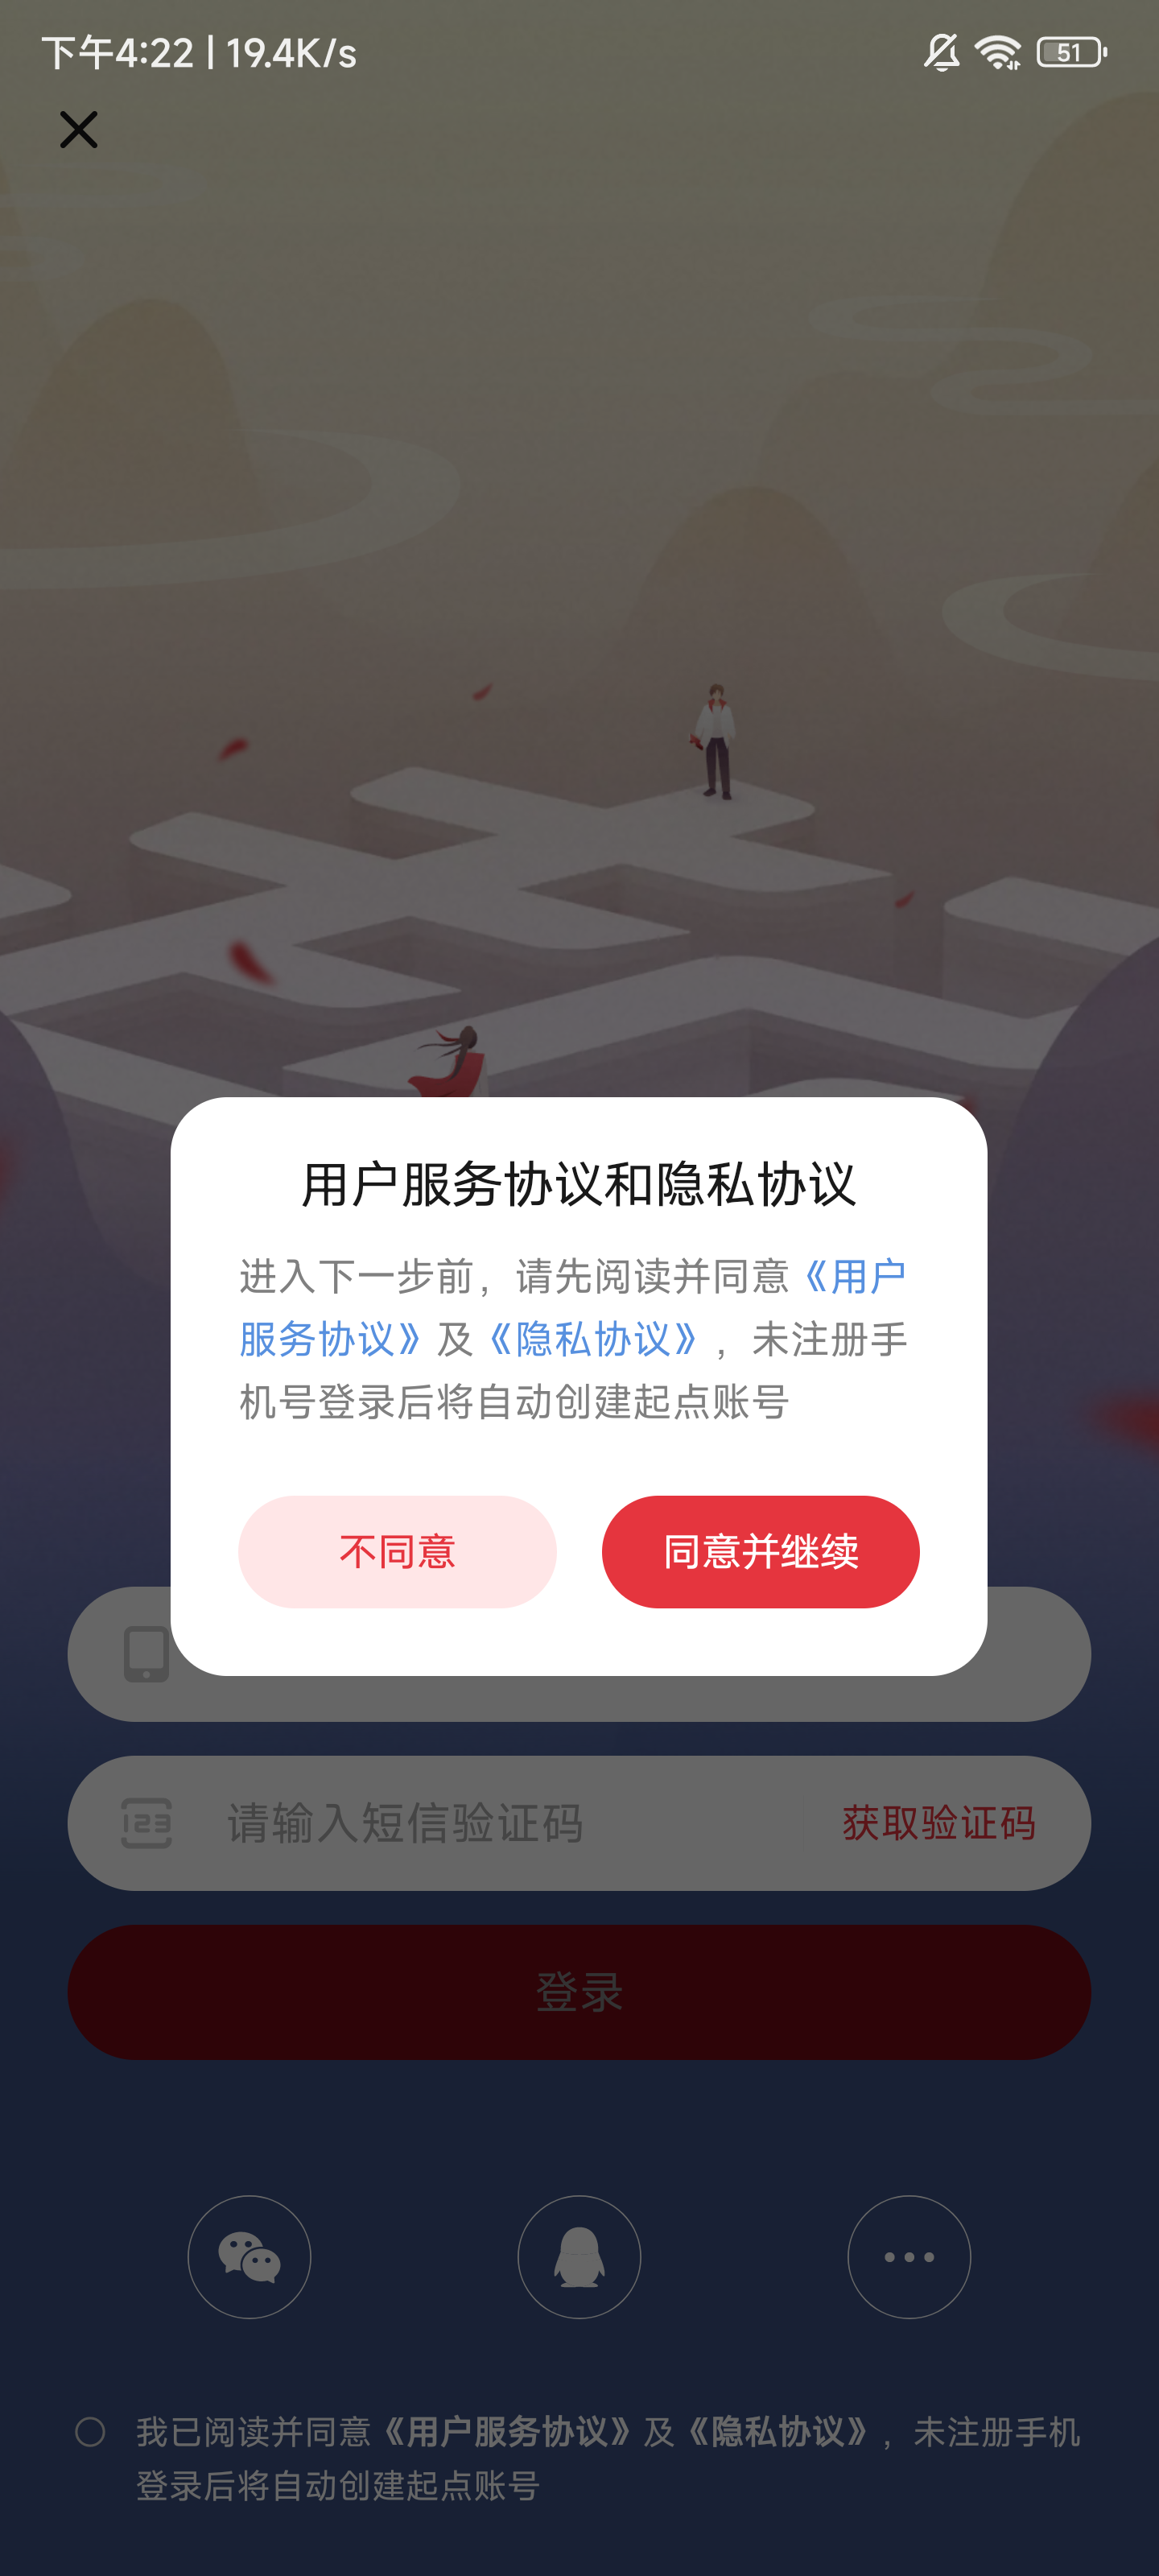 下午4:22 | 19.4K/s
51
用户服务协议和隐私协议
进入下一步前，请先阅读并同意《用户
服务协议》及《隐私协议》，未注册手
机号登录后将自动创建起点账号
不同意
同意并继续
123
请输入短信验证码
获取验证码
登录
我已阅读并同意《用户服务协议》及《隐私协议》，未注册手机
登录后将自动创建起点账号